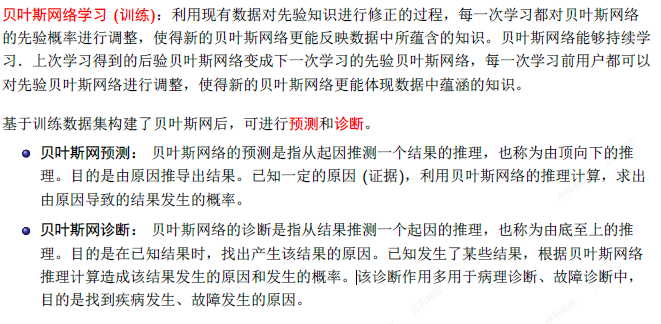 贝叶斯网络学习 (训练)：利用现有数据对先验知识进行修正的过程，每一次学习都对贝叶斯网络
的先验概率进行调整，使得新的贝叶斯网络更能反映数据中所蕴含的知识。贝叶斯网络能够持续学
习．上次学习得到的后验贝叶斯网络变成下一次学习的先验贝叶斯网络，每一次学习前用户都可以
对先验贝叶斯网络进行调整，使得新的贝叶斯网络更能体现数据中蕴涵的知识。
基于训练数据集构建了贝叶斯网后，可进行预测和诊断。
贝叶斯网预测： 贝叶斯网络的预测是指从起因推测一个结果的推理，也称为由顶向下的推
理。目的是由原因推导出结果。已知一定的原因 (证据)，利用贝叶斯网络的推理计算，求出
由原因导致的结果发生的概率。
贝叶斯网诊断： 贝叶斯网络的诊断是指从结果推测一个起因的推理，也称为由底至上的推
理。目的是在已知结果时，找出产生该结果的原因。已知发生了某些结果，根据贝叶斯网络
推理计算造成该结果发生的原因和发生的概率。该诊断作用多用于病理诊断、故障诊断中，
目的是找到疾病发生、故障发生的原因。